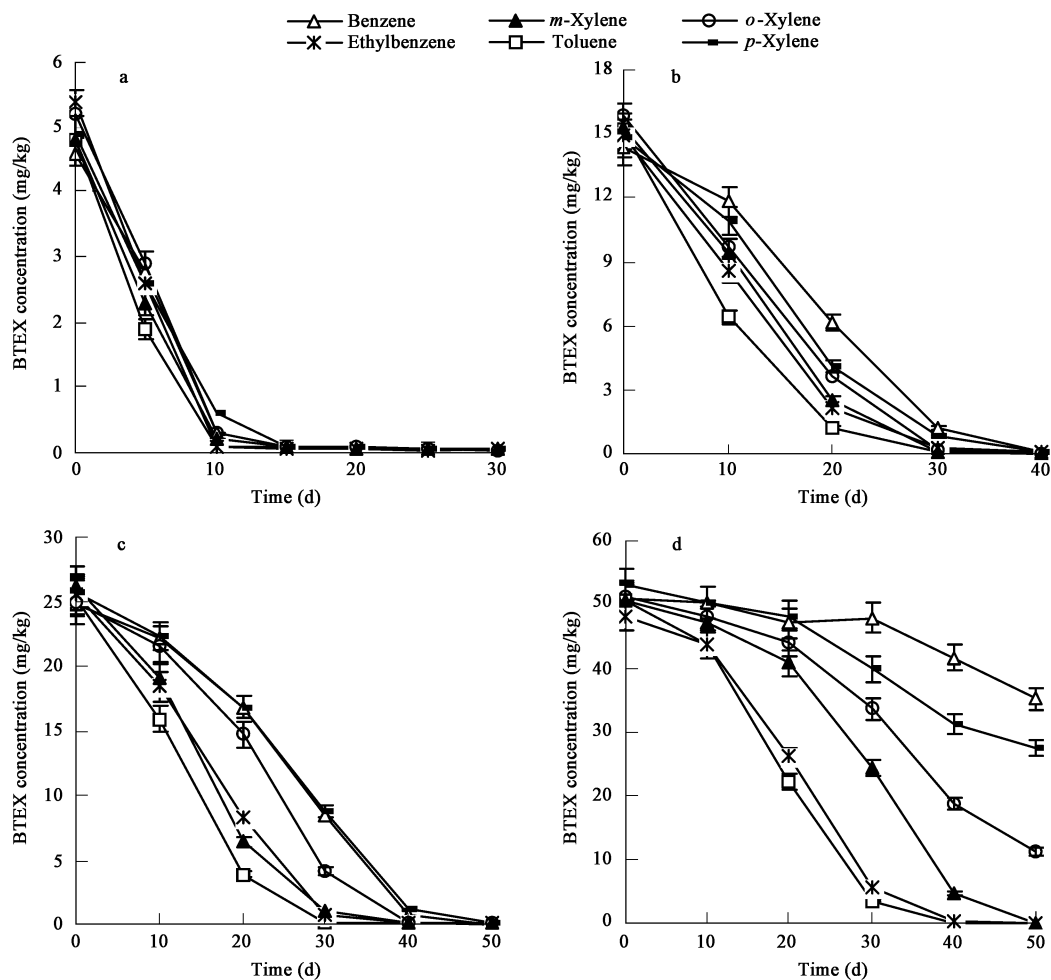 Benzene m-Xylene o-Xylene
Ethylbenzene Toluene p-Xylene
a
BTEX concentration (mg/kg)
6
5
4
3
2
1
0
0 10 20 30
Time (d)
b
BTEX concentration (mg/kg)
18
15
12
9
6
3
0
0 10 20 30 40
Time (d)
c
BTEX concentration (mg/kg)
30
25
20
15
10
5
0
0 10 20 30 40 50
Time (d)
d
BTEX concentration (mg/kg)
60
50
40
30
20
10
0
0 10 20 30 40 50
Time (d)